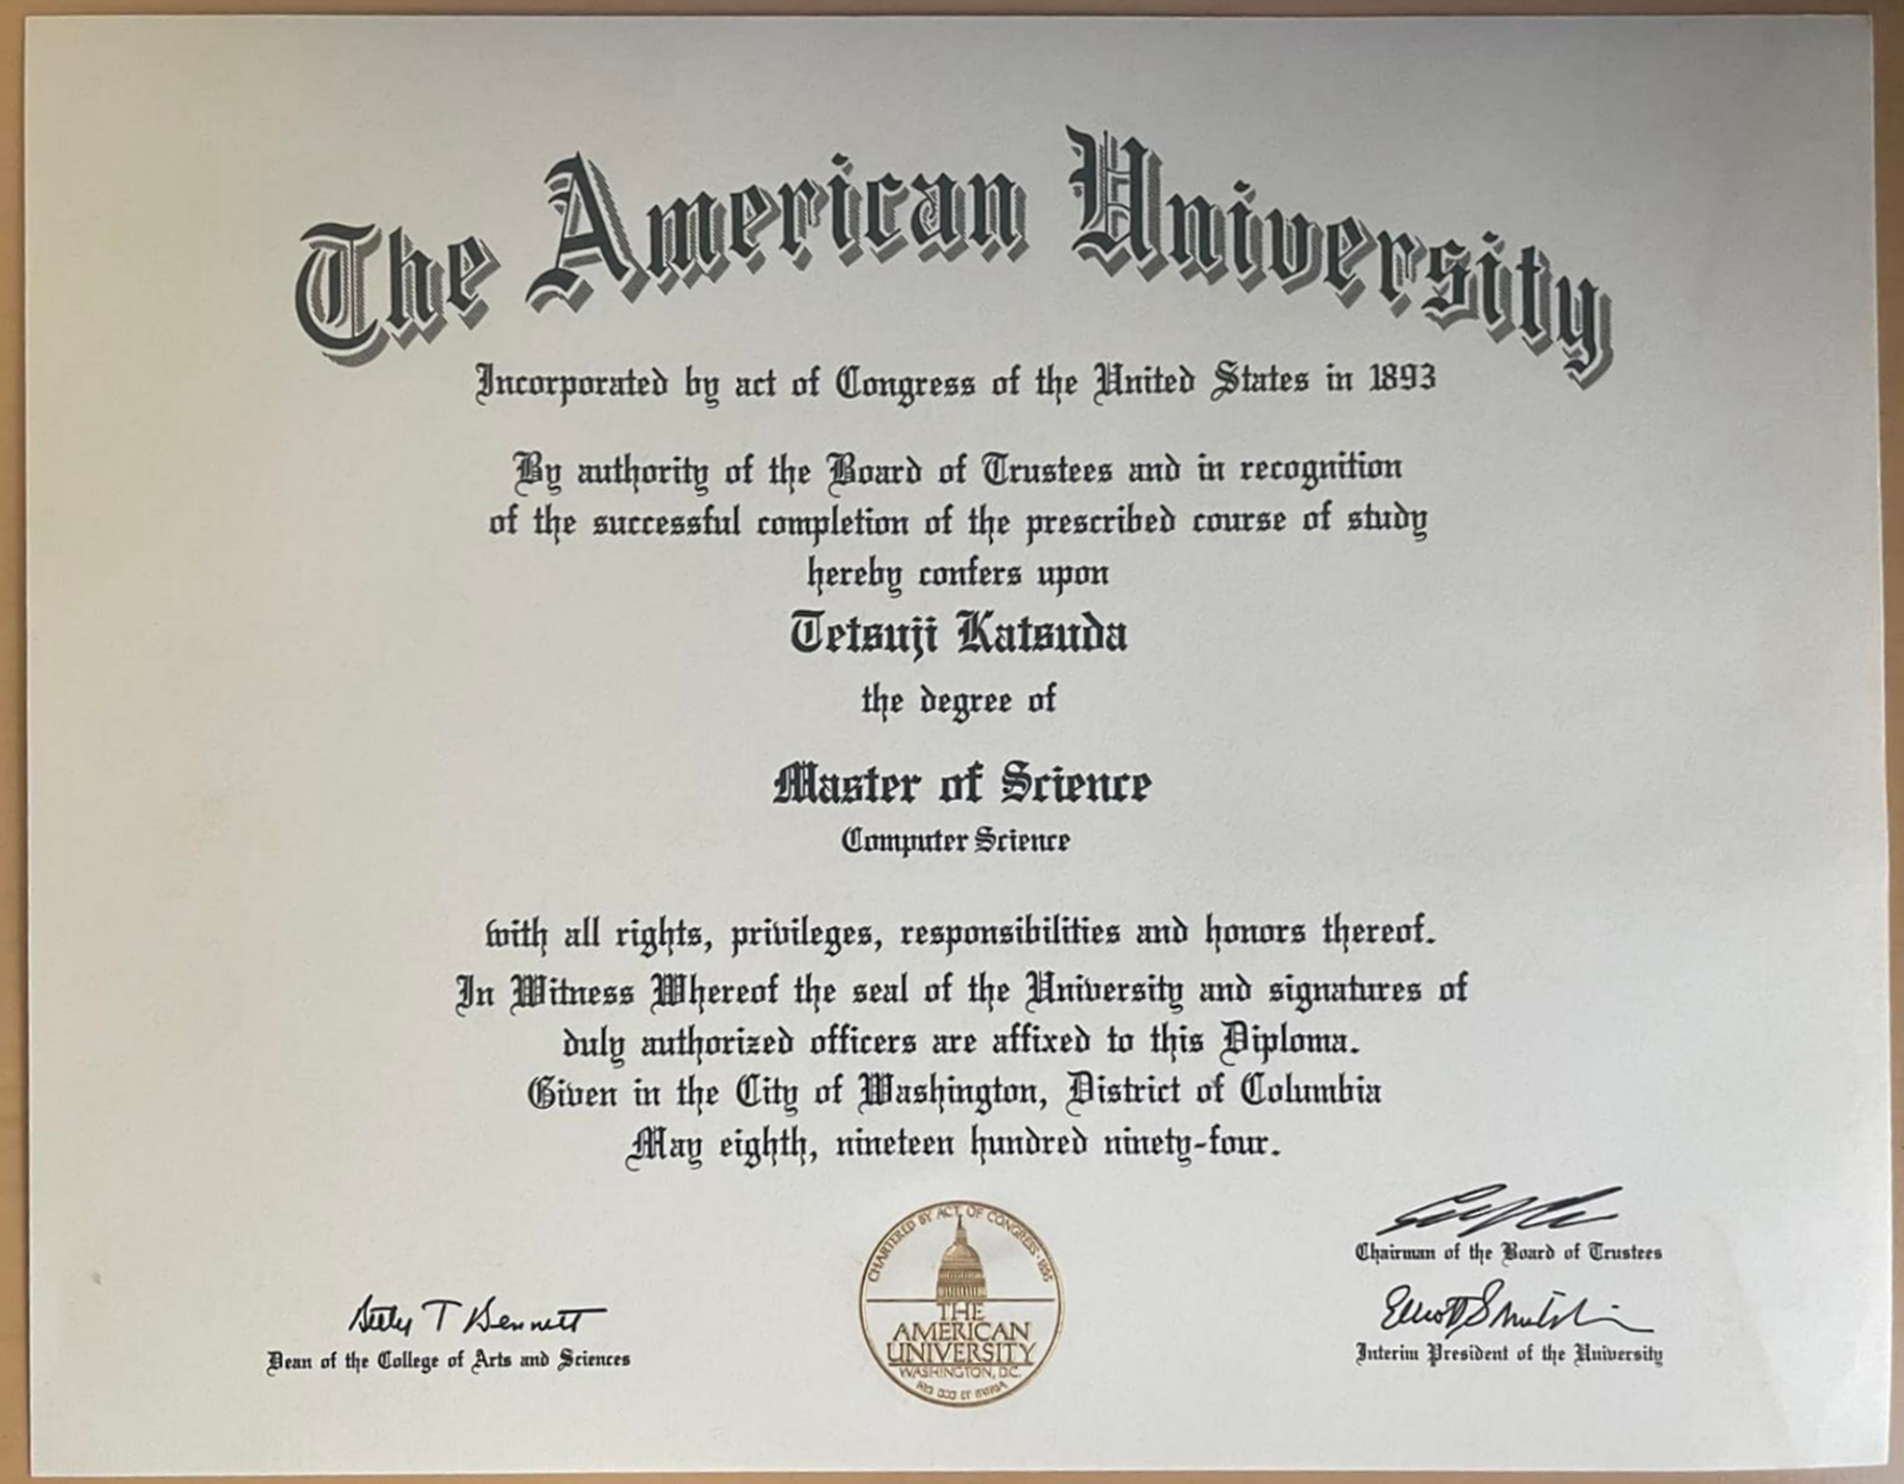 The American University
Incorporated by act of Congress of the United States in 1893
By authority of the Board of Trustees and in recognition
of the successful completion of the prescribed course of study
hereby confers upon
Tetsuji Katsuda
the degree of
Master of Science
Computer Science
with all rights, privileges, responsibilities and honors thereof.
In Witness Whereof the seal of the University and signatures of
duly authorized officers are affixed to this Diploma.
Given in the City of Washington, District of Columbia
May eighth, nineteen hundred ninety-four.
Chairman of the Board of Trustees
Betty T Bennett
Dean of the College of Arts and Sciences
CHARTERED BY ACT OF CONGRESS
THE
AMERICAN
UNIVERSITY
WASHINGTON, D.C.
Interim President of the University